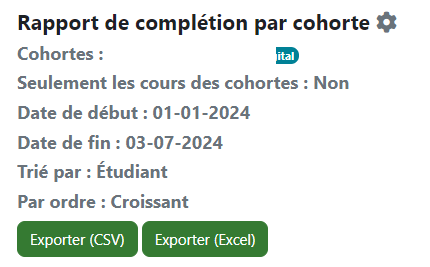 Rapport de complétion par cohorte
Cohortes :
Seulement les cours des cohortes : Non
Date de début : 01-01-2024
Date de fin : 03-07-2024
Trié par : Étudiant
Par ordre : Croissant
Exporter (CSV) Exporter (Excel)